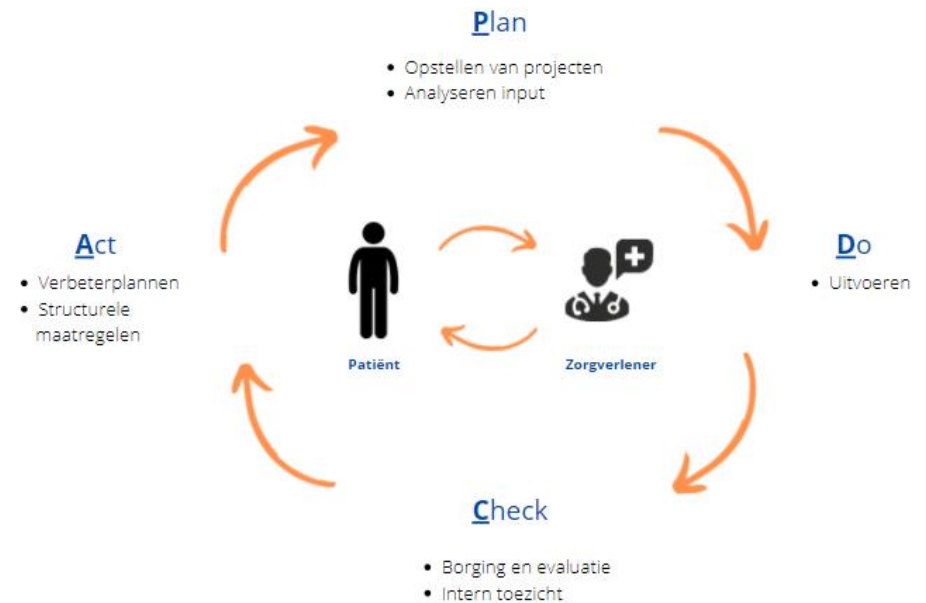 Plan
• Opstellen van projecten
• Analyseren input
Act
• Verbeterplannen
• Structurele
maatregelen
Do
• Uitvoeren
Patiënt
Zorgverlener
Check
• Borging en evaluatie
• Intern toezicht